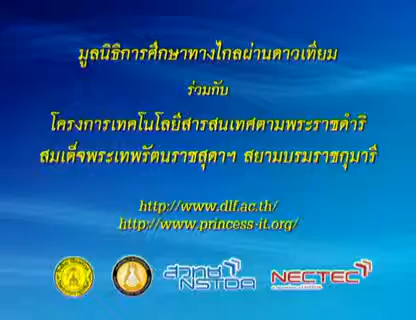 มูลนิธิการศึกษาทางไกลผ่านดาวเทียม
ร่วมกับ
โครงการเทคโนโลยีสารสนเทศตามพระราชดำริ
สมเด็จพระเทพรัตนราชสุดาฯ สยามบรมราชกุมารี
http://www.dlf.ac.th/
http://www.princess-it.org/
สวทช
NSTDA
NECTEC